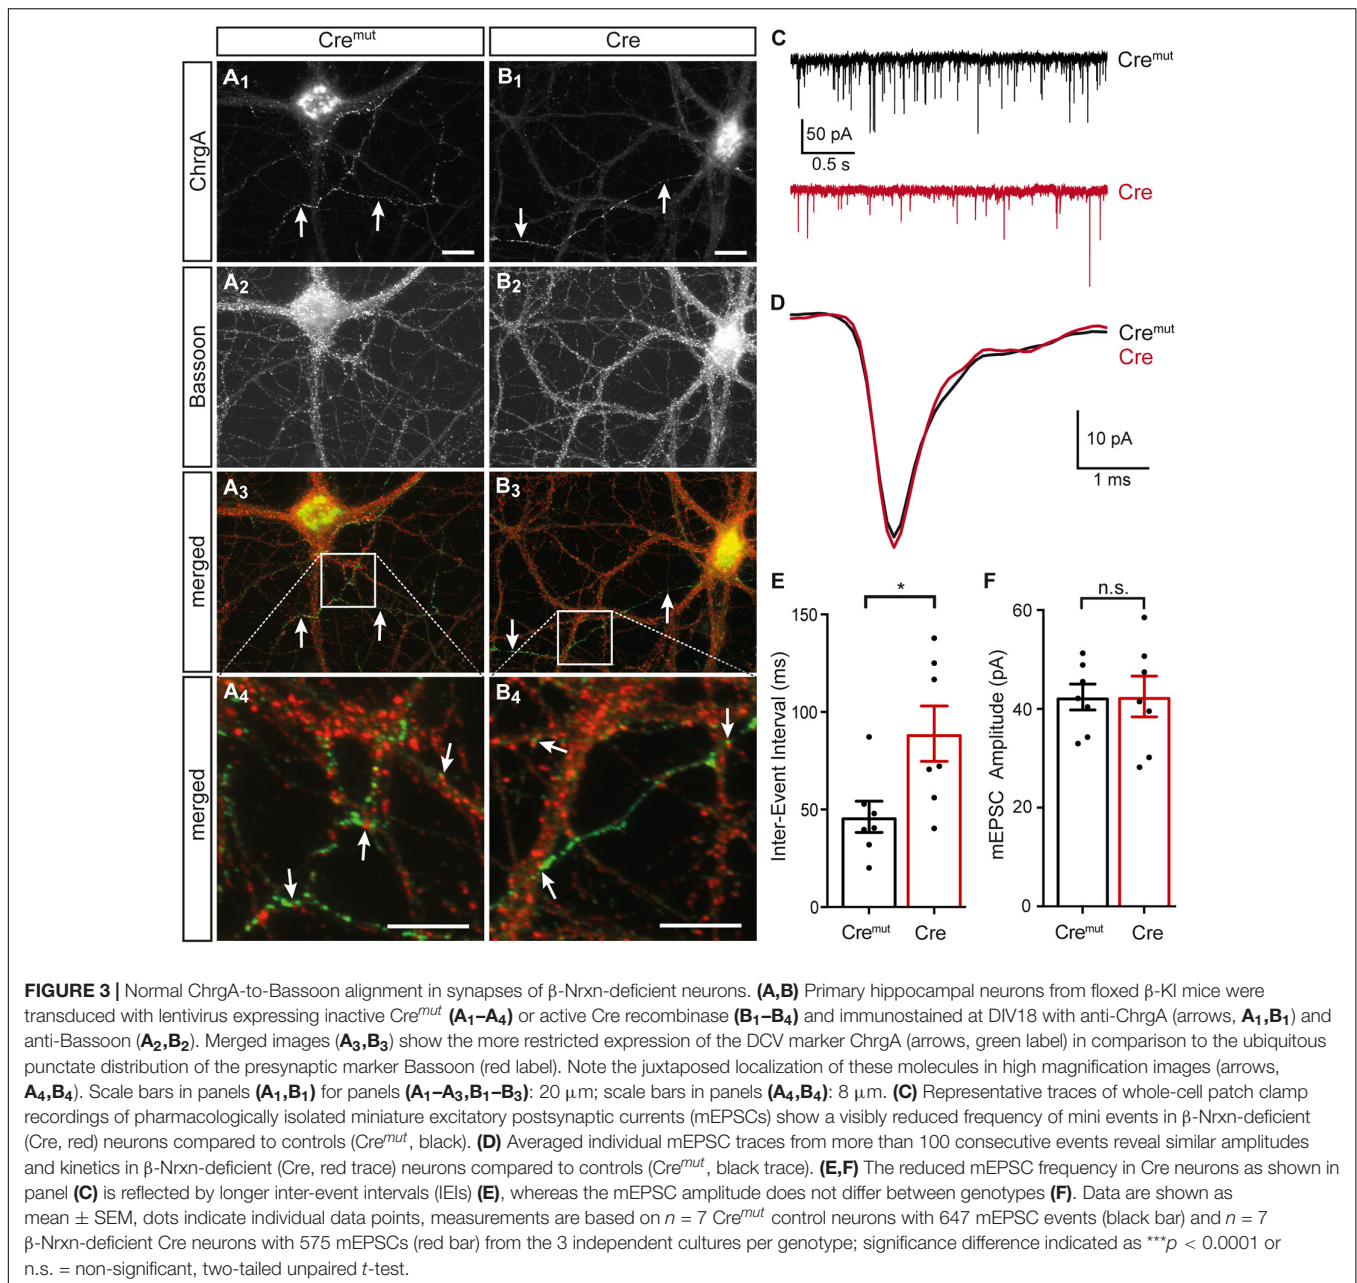 Cre^mut
Cre
ChrgA
A1
B1
Bassoon
A2
B2
merged
A3
B3
merged
A4
B4
C
Cre^mut
50 pA
0.5 s
Cre
D
Cre^mut
Cre
10 pA
1 ms
E
*
Inter-Event Interval (ms)
150
100
50
0
Cre^mut
Cre
F
n.s.
mEPSC Amplitude (pA)
60
40
20
0
Cre^mut
Cre
FIGURE 3 | Normal ChrgA-to-Bassoon alignment in synapses of β-Nrxn-deficient neurons. (A,B) Primary hippocampal neurons from floxed β-KI mice were
transduced with lentivirus expressing inactive Cre^mut (A1–A4) or active Cre recombinase (B1–B4) and immunostained at DIV18 with anti-ChrgA (arrows, A1,B1) and
anti-Bassoon (A2,B2). Merged images (A3,B3) show the more restricted expression of the DCV marker ChrgA (arrows, green label) in comparison to the ubiquitous
punctate distribution of the presynaptic marker Bassoon (red label). Note the juxtaposed localization of these molecules in high magnification images (arrows,
A4,B4). Scale bars in panels (A1,B1) for panels (A1–A3,B1–B3): 20 μm; scale bars in panels (A4,B4): 8 μm. (C) Representative traces of whole-cell patch clamp
recordings of pharmacologically isolated miniature excitatory postsynaptic currents (mEPSCs) show a visibly reduced frequency of mini events in β-Nrxn-deficient
(Cre, red) neurons compared to controls (Cre^mut, black). (D) Averaged individual mEPSC traces from more than 100 consecutive events reveal similar amplitudes
and kinetics in β-Nrxn-deficient (Cre, red trace) neurons compared to controls (Cre^mut, black trace). (E,F) The reduced mEPSC frequency in Cre neurons as shown in
panel (C) is reflected by longer inter-event intervals (IEIs) (E), whereas the mEPSC amplitude does not differ between genotypes (F). Data are shown as
mean ± SEM, dots indicate individual data points, measurements are based on n = 7 Cre^mut control neurons with 647 mEPSC events (black bar) and n = 7
β-Nrxn-deficient Cre neurons with 575 mEPSCs (red bar) from the 3 independent cultures per genotype; significance difference indicated as ***p < 0.0001 or
n.s. = non-significant, two-tailed unpaired t-test.